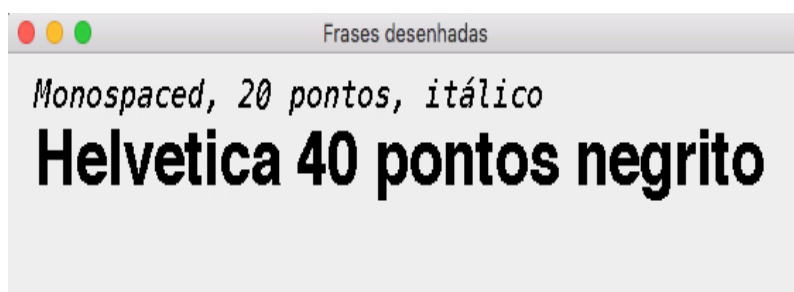 Frases desenhadas
Monospaced, 20 pontos, itálico
Helvetica 40 pontos negrito